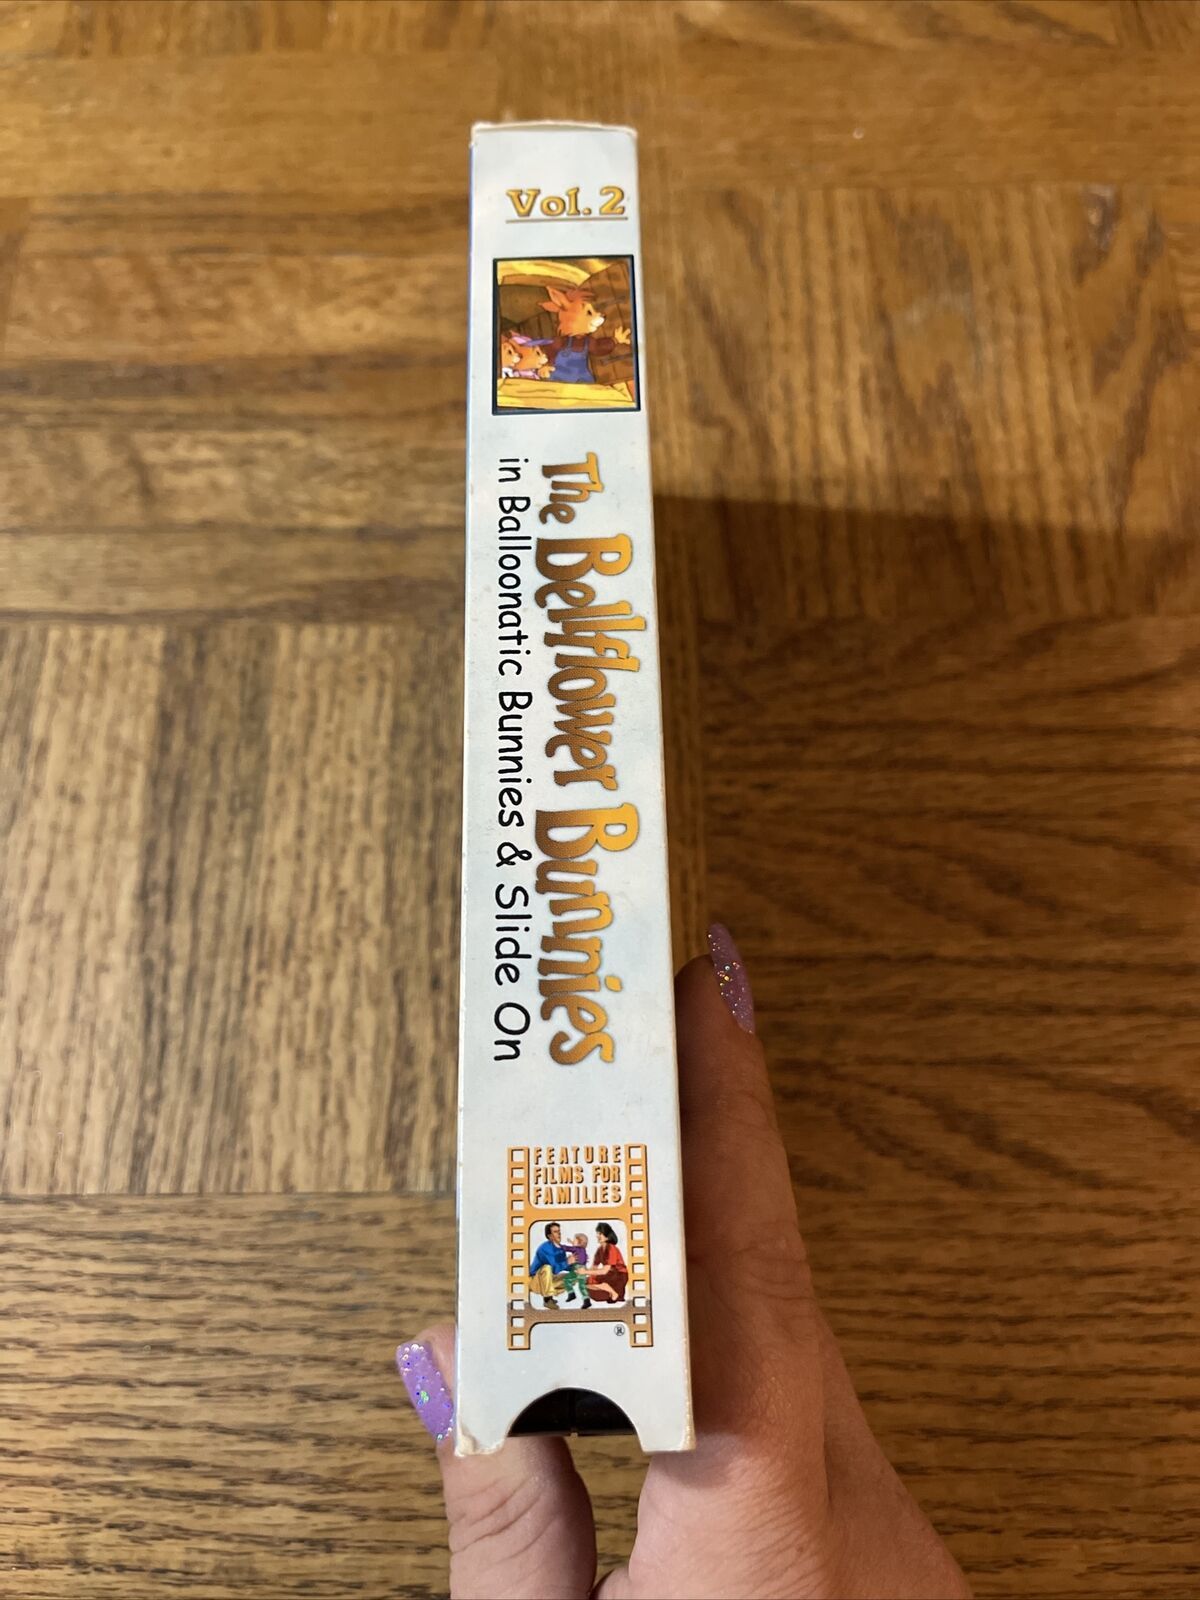 Vol. 2
The Bellflower Bunnies
in Balloonatic Bunnies & Slide On
FEATURE
FILMS FOR
FAMILIES
®